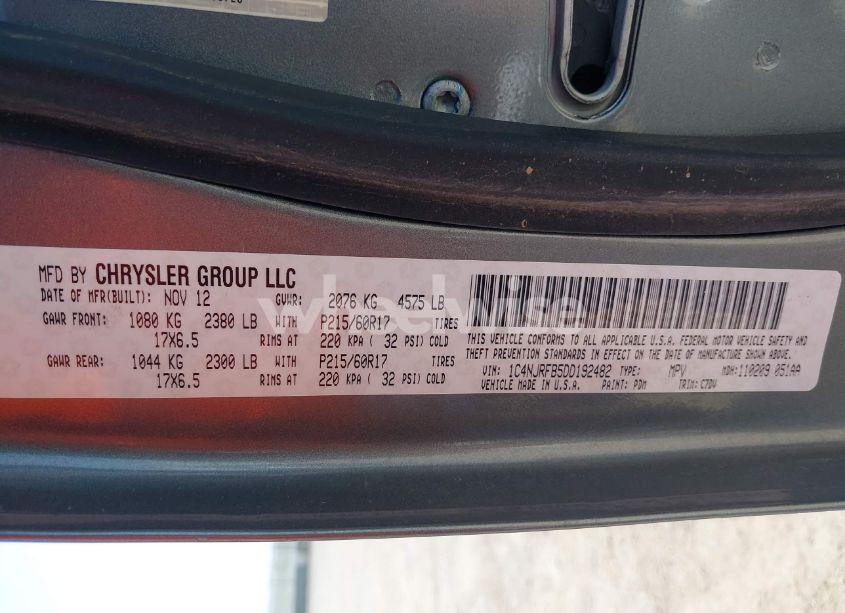 MFD BY CHRYSLER GROUP LLC
DATE OF MFR(BUILT): NOV 12 GVWR: 2076 KG 4575 LB
GAWR FRONT: 1080 KG 2380 LB WITH P215/60R17 TIRES
17X6.5 RIMS AT 220 KPA ( 32 PSI) COLD
GAWR REAR: 1044 KG 2300 LB WITH P215/60R17 TIRES
17X6.5 RIMS AT 220 KPA ( 32 PSI) COLD
THIS VEHICLE CONFORMS TO ALL APPLICABLE U.S.A. FEDERAL MOTOR VEHICLE SAFETY AND
THEFT PREVENTION STANDARDS IN EFFECT ON THE DATE OF MANUFACTURE SHOWN ABOVE.
VIN: 1C4NJRFB5DD192482 TYPE: MPV MDH: 110209 051AA
VEHICLE MADE IN U.S.A. PAINT: PDM TRIM: C7DV
wheelwise